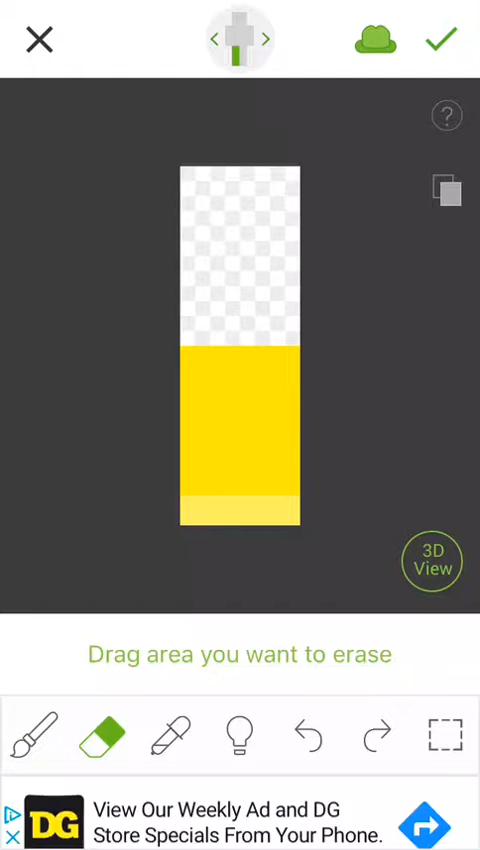 ?
3D
View
Drag area you want to erase
DG
View Our Weekly Ad and DG
Store Specials From Your Phone.